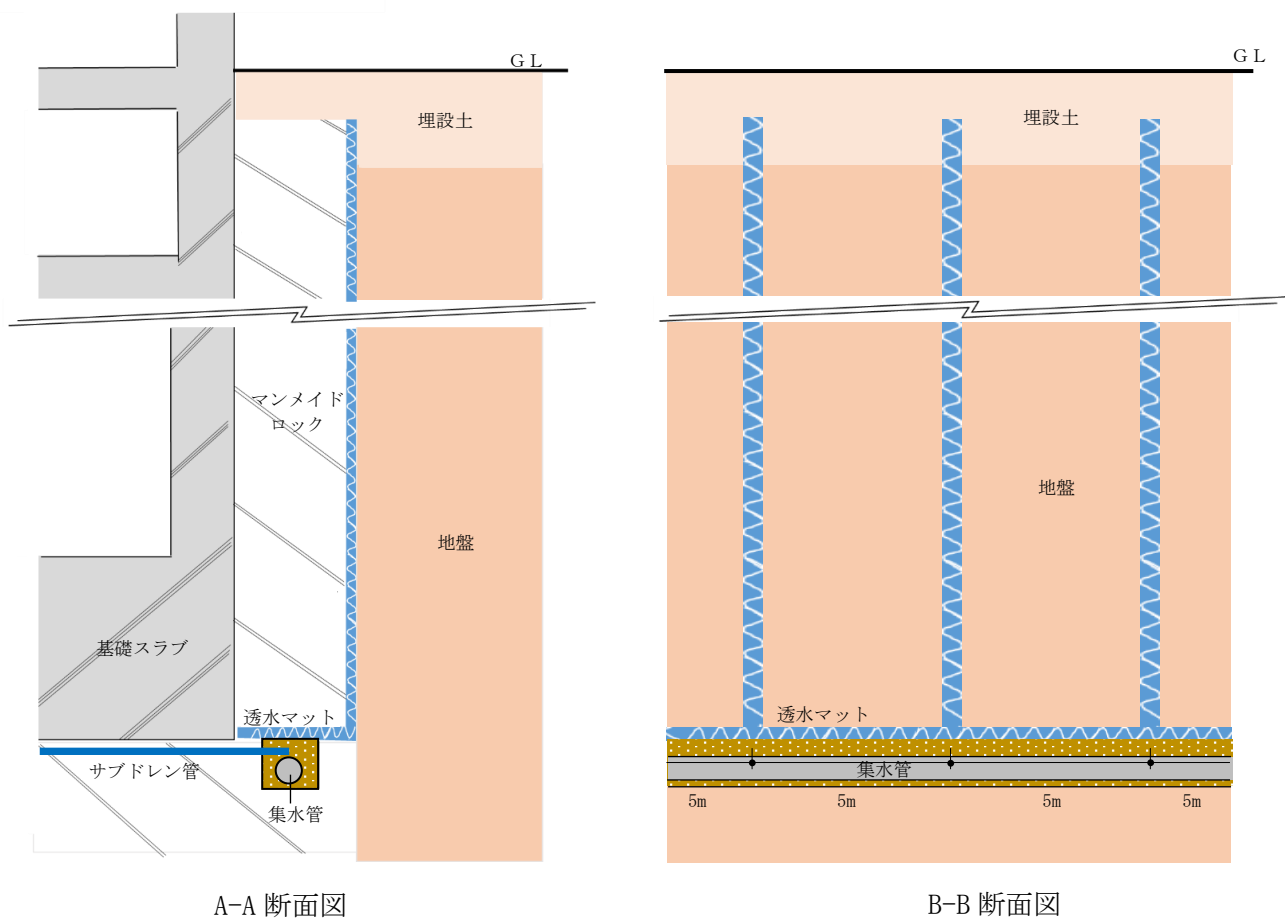 ＧＬ
埋設土
マンメイド
ロック
地盤
基礎スラブ
透水マット
サブドレン管
集水管
A-A 断面図
ＧＬ
埋設土
地盤
透水マット
集水管
5m
5m
5m
5m
B-B 断面図